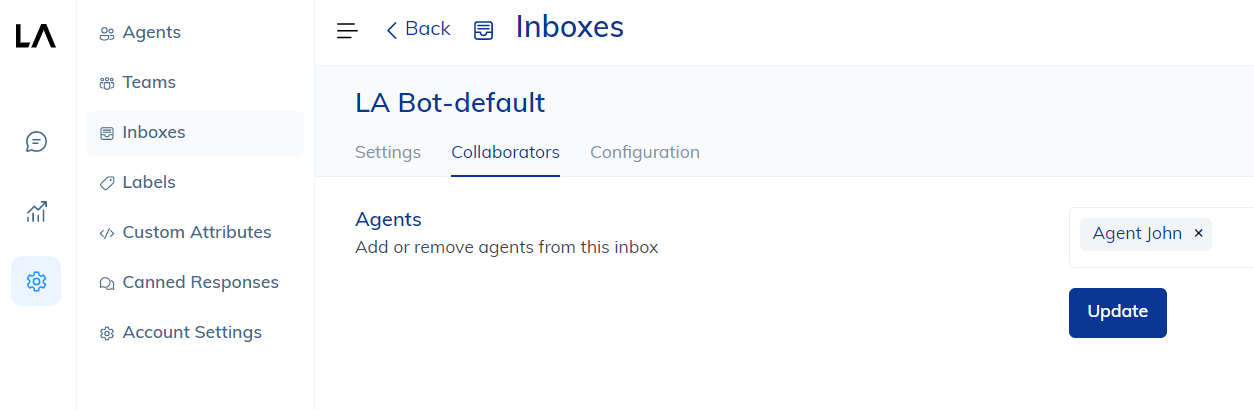 LA
Agents
Teams
Inboxes
Labels
Custom Attributes
Canned Responses
Account Settings
Back
Inboxes
LA Bot-default
Settings Collaborators Configuration
Agents
Add or remove agents from this inbox
Agent John ×
Update